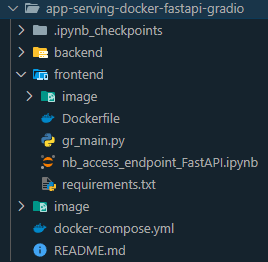 app-serving-docker-fastapi-gradio
.ipynb_checkpoints
backend
frontend
image
Dockerfile
gr_main.py
nb_access_endpoint_FastAPI.ipynb
requirements.txt
image
docker-compose.yml
README.md